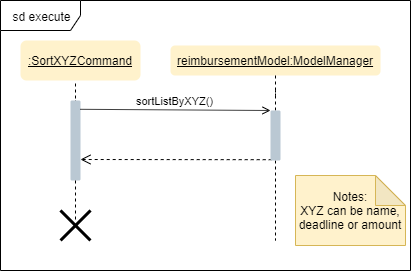 sd execute
:SortXYZCommand
reimbursementModel:ModelManager
sortListByXYZ()
Notes:
XYZ can be name,
deadline or amount